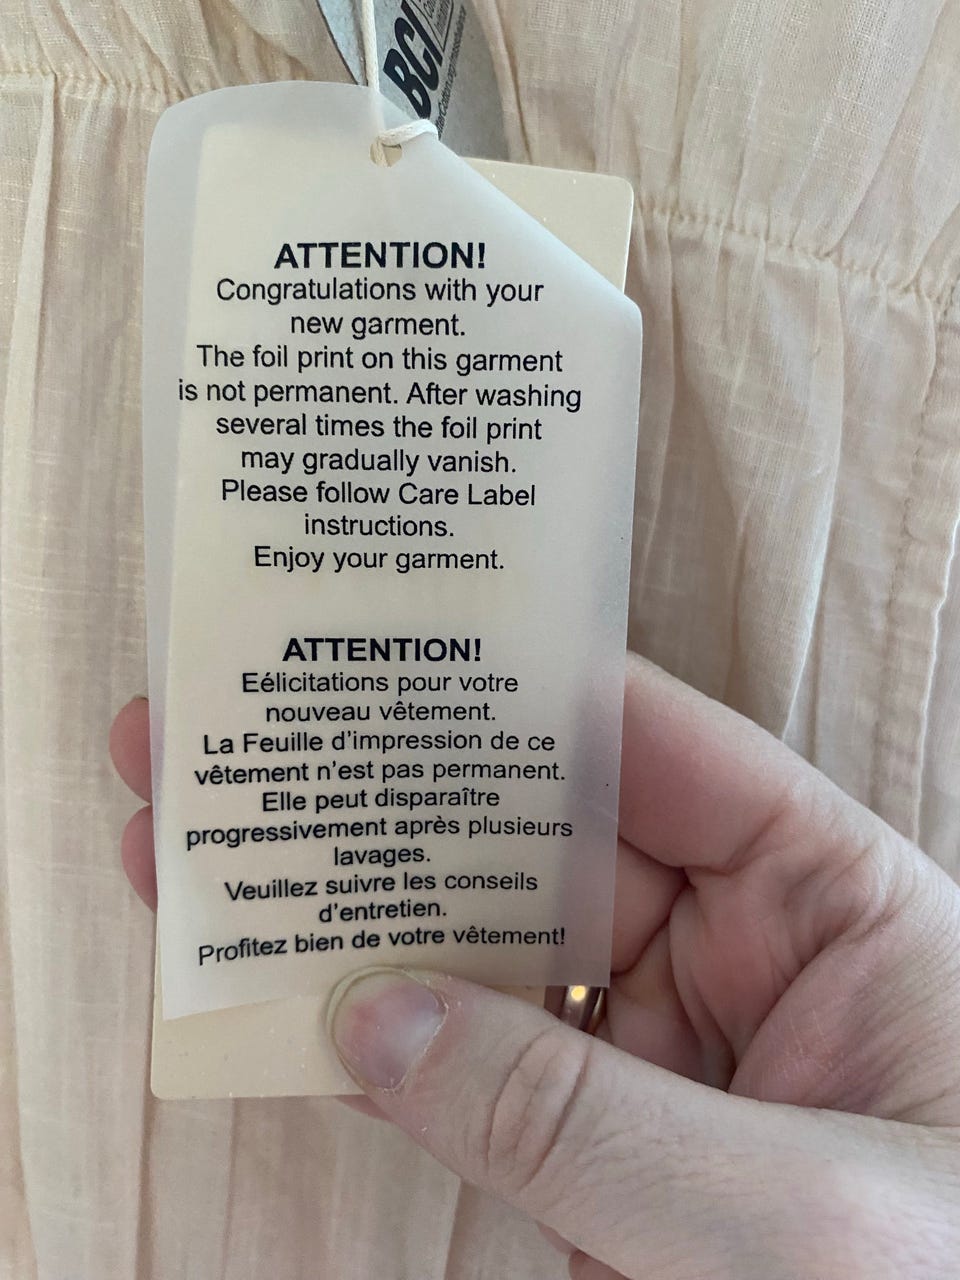 BCI
ATTENTION!
Congratulations with your
new garment.
The foil print on this garment
is not permanent. After washing
several times the foil print
may gradually vanish.
Please follow Care Label
instructions.
Enjoy your garment.
ATTENTION!
Eélicitations pour votre
nouveau vêtement.
La Feuille d'impression de ce
vêtement n'est pas permanent.
Elle peut disparaître
progressivement après plusieurs
lavages.
Veuillez suivre les conseils
d'entretien.
Profitez bien de votre vêtement!